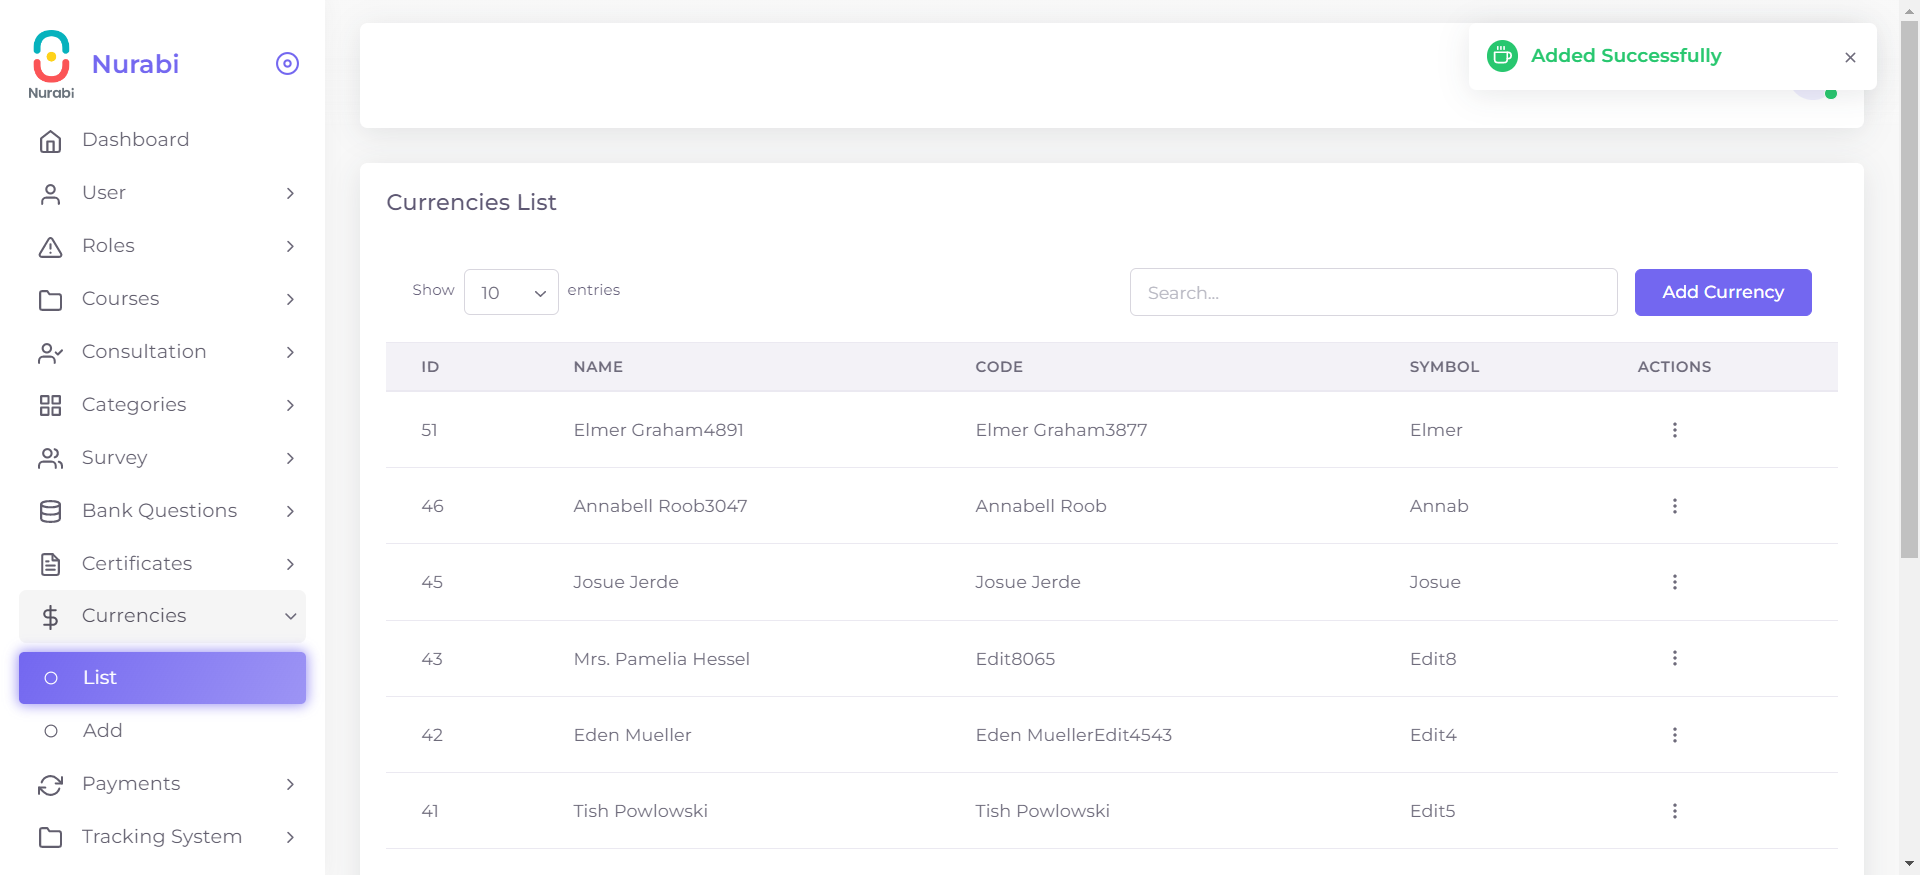 Nurabi
Nurabi
Dashboard
User
Roles
Courses
Consultation
Categories
Survey
Bank Questions
Certificates
Currencies
List
Add
Payments
Tracking System
Added Successfully
Currencies List
Show 10 entries
Search...
Add Currency
ID NAME CODE SYMBOL ACTIONS
51 Elmer Graham4891 Elmer Graham3877 Elmer
46 Annabell Roob3047 Annabell Roob Annab
45 Josue Jerde Josue Jerde Josue
43 Mrs. Pamelia Hessel Edit8065 Edit8
42 Eden Mueller Eden MuellerEdit4543 Edit4
41 Tish Powlowski Tish Powlowski Edit5